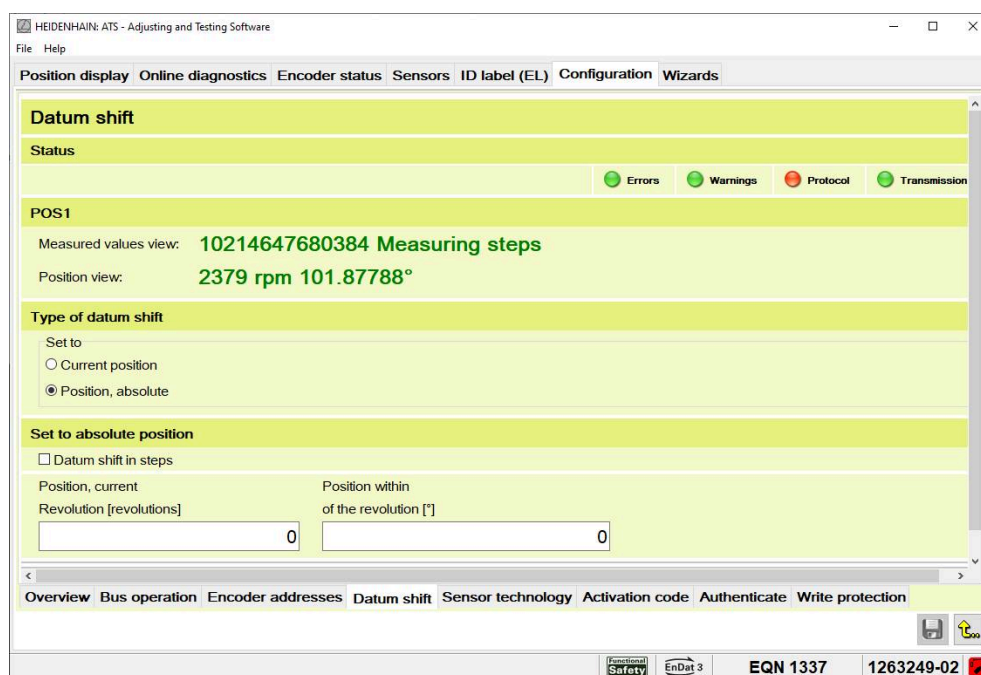 HEIDENHAIN: ATS - Adjusting and Testing Software
File Help
Position display Online diagnostics Encoder status Sensors ID label (EL) Configuration Wizards
Datum shift
Status
Errors Warnings Protocol Transmission
POS1
Measured values view: 10214647680384 Measuring steps
Position view: 2379 rpm 101.87788°
Type of datum shift
Set to
Current position
Position, absolute
Set to absolute position
Datum shift in steps
Position, current Position within
Revolution [revolutions] of the revolution [°]
0 0
Overview Bus operation Encoder addresses Datum shift Sensor technology Activation code Authenticate Write protection
Functional
Safety EnDat 3 EQN 1337 1263249-02